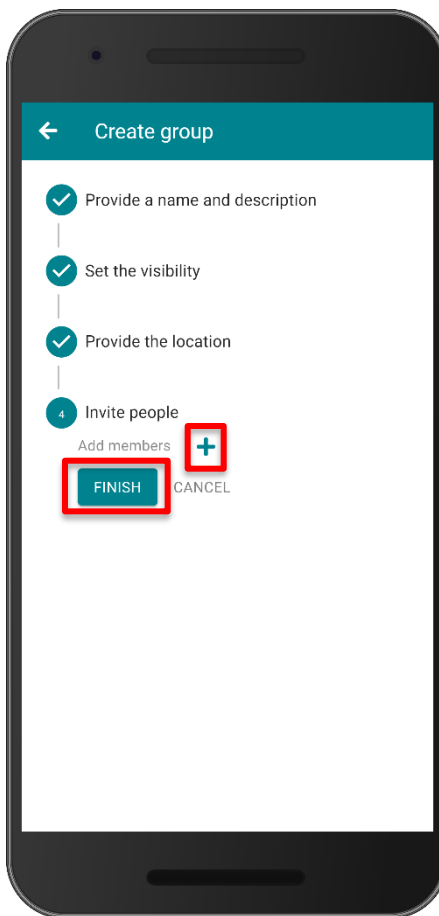 Create group
Provide a name and description
Set the visibility
Provide the location
4 Invite people
Add members +
FINISH CANCEL